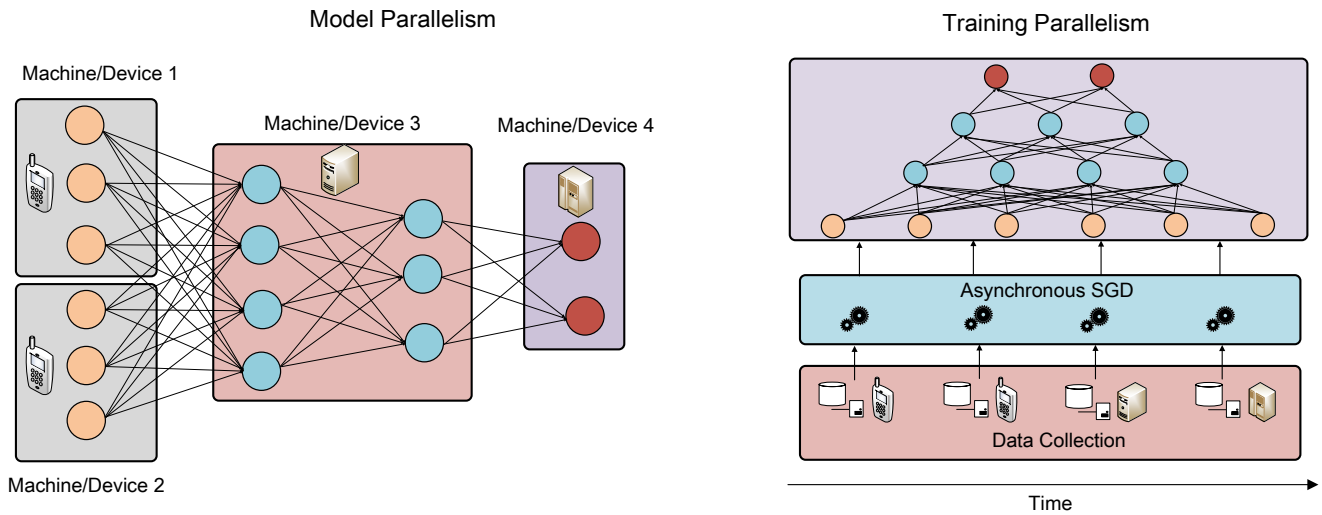 Model Parallelism
Machine/Device 1
Machine/Device 3
Machine/Device 4
Machine/Device 2
Training Parallelism
Asynchronous SGD
Data Collection
Time